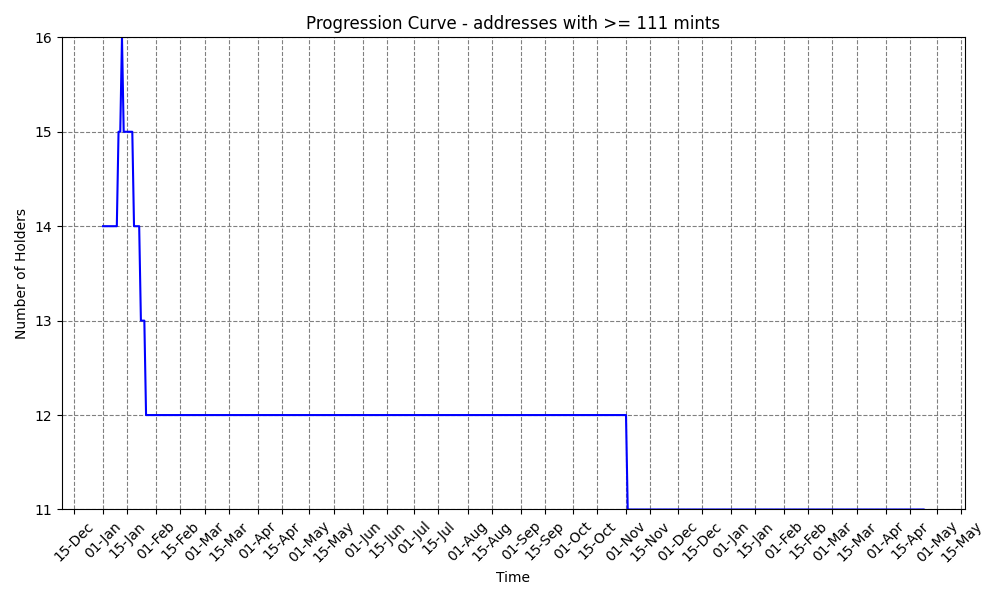 Progression Curve - addresses with >= 111 mints
16
15
14
13
12
11
Number of Holders
15-Dec
01-Jan
15-Jan
01-Feb
15-Feb
01-Mar
15-Mar
01-Apr
15-Apr
01-May
15-May
01-Jun
15-Jun
01-Jul
15-Jul
01-Aug
15-Aug
01-Sep
15-Sep
01-Oct
15-Oct
01-Nov
15-Nov
01-Dec
15-Dec
01-Jan
15-Jan
01-Feb
15-Feb
01-Mar
15-Mar
01-Apr
15-Apr
01-May
15-May
Time